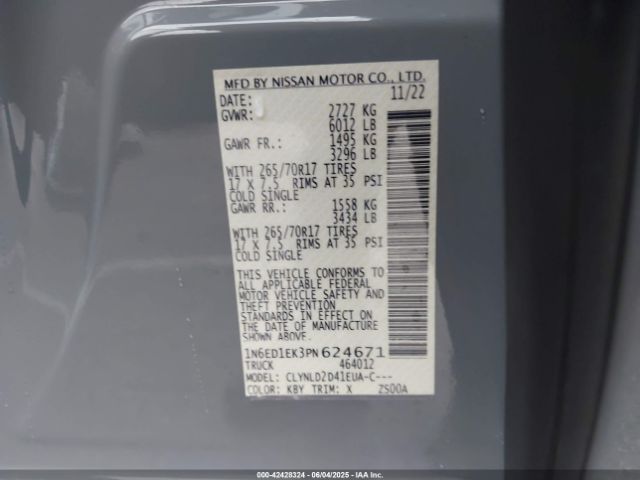 MFD BY NISSAN MOTOR CO., LTD.
DATE: 11/22
GVWR: 2727 KG
6012 LB
GAWR FR.: 1495 KG
3296 LB
WITH 265/70R17 TIRES
17 X 7.5 RIMS AT 35 PSI
COLD SINGLE
GAWR RR.: 1558 KG
3434 LB
WITH 265/70R17 TIRES
17 X 7.5 RIMS AT 35 PSI
COLD SINGLE
THIS VEHICLE CONFORMS TO
ALL APPLICABLE FEDERAL
MOTOR VEHICLE SAFETY AND
THEFT PREVENTION
STANDARDS IN EFFECT ON
THE DATE OF MANUFACTURE
SHOWN ABOVE.
1N6ED1EK3PN624671
TRUCK 464012
MODEL: CLYNLD2D41EUA-C---
COLOR: KBY TRIM: X ZS00A
000-42428324 - 06/04/2025 - IAA Inc.